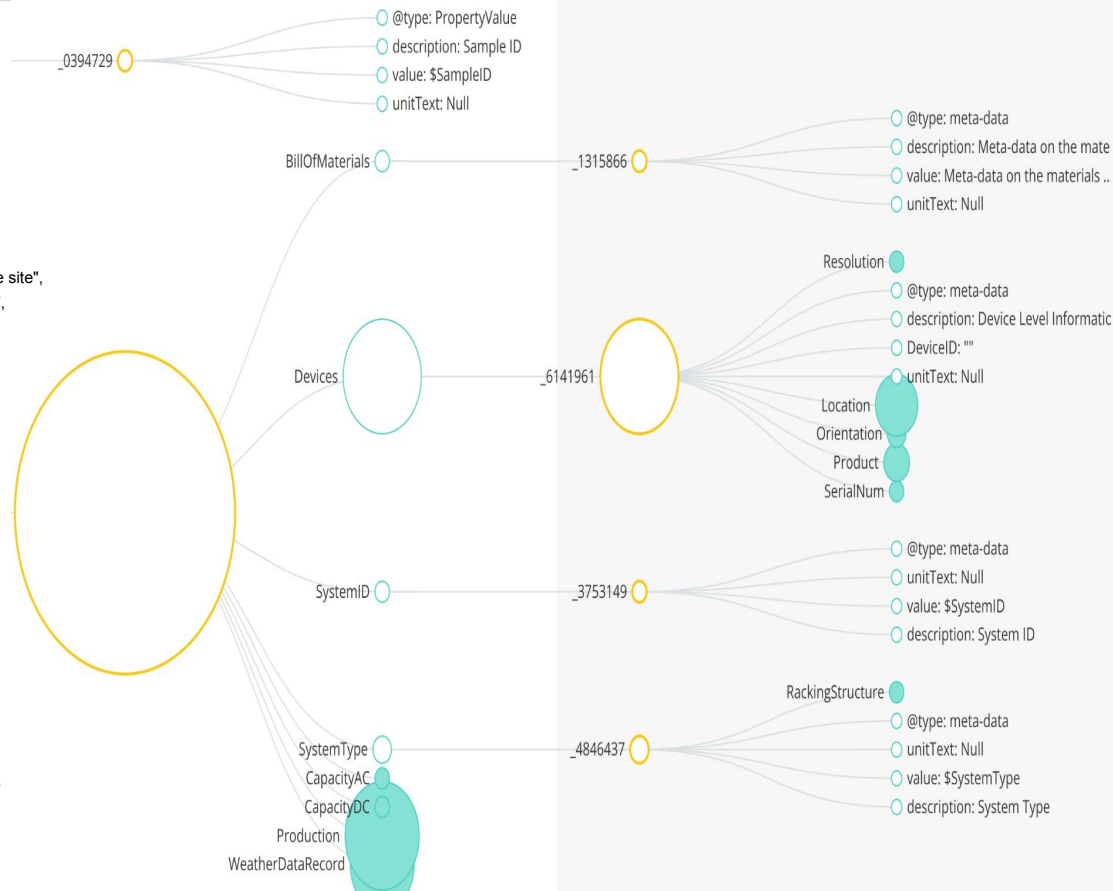 @type: PropertyValue
description: Sample ID
_0394729
value: $SampleID
unitText: Null
@type: meta-data
description: Meta-data on the mate
BillOfMaterials
_1315866
value: Meta-data on the materials ..
unitText: Null
e site",
Resolution
@type: meta-data
description: Device Level Informatic
DeviceID: ""
Devices
_6141961
unitText: Null
Location
Orientation
Product
SerialNum
@type: meta-data
unitText: Null
SystemID
_3753149
value: $SystemID
description: System ID
RackingStructure
@type: meta-data
SystemType
_4846437
unitText: Null
CapacityAC
value: $SystemType
CapacityDC
description: System Type
Production
WeatherDataRecord